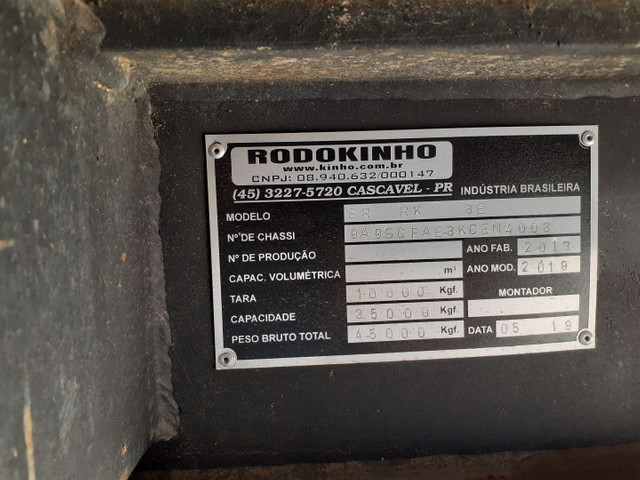 RODOKINHO
www.kinho.com.br
CNPJ: 08.940.632/000147
(45) 3227-5720 CASCAVEL - PR INDÚSTRIA BRASILEIRA
MODELO SR RK 3E
Nº DE CHASSI
Nº DE PRODUÇÃO ANO FAB. 2019
CAPAC. VOLUMÉTRICA m³ ANO MOD. 2019
TARA 10000 Kgf. MONTADOR
CAPACIDADE 35000 Kgf.
PESO BRUTO TOTAL 45000 Kgf. DATA 05 19